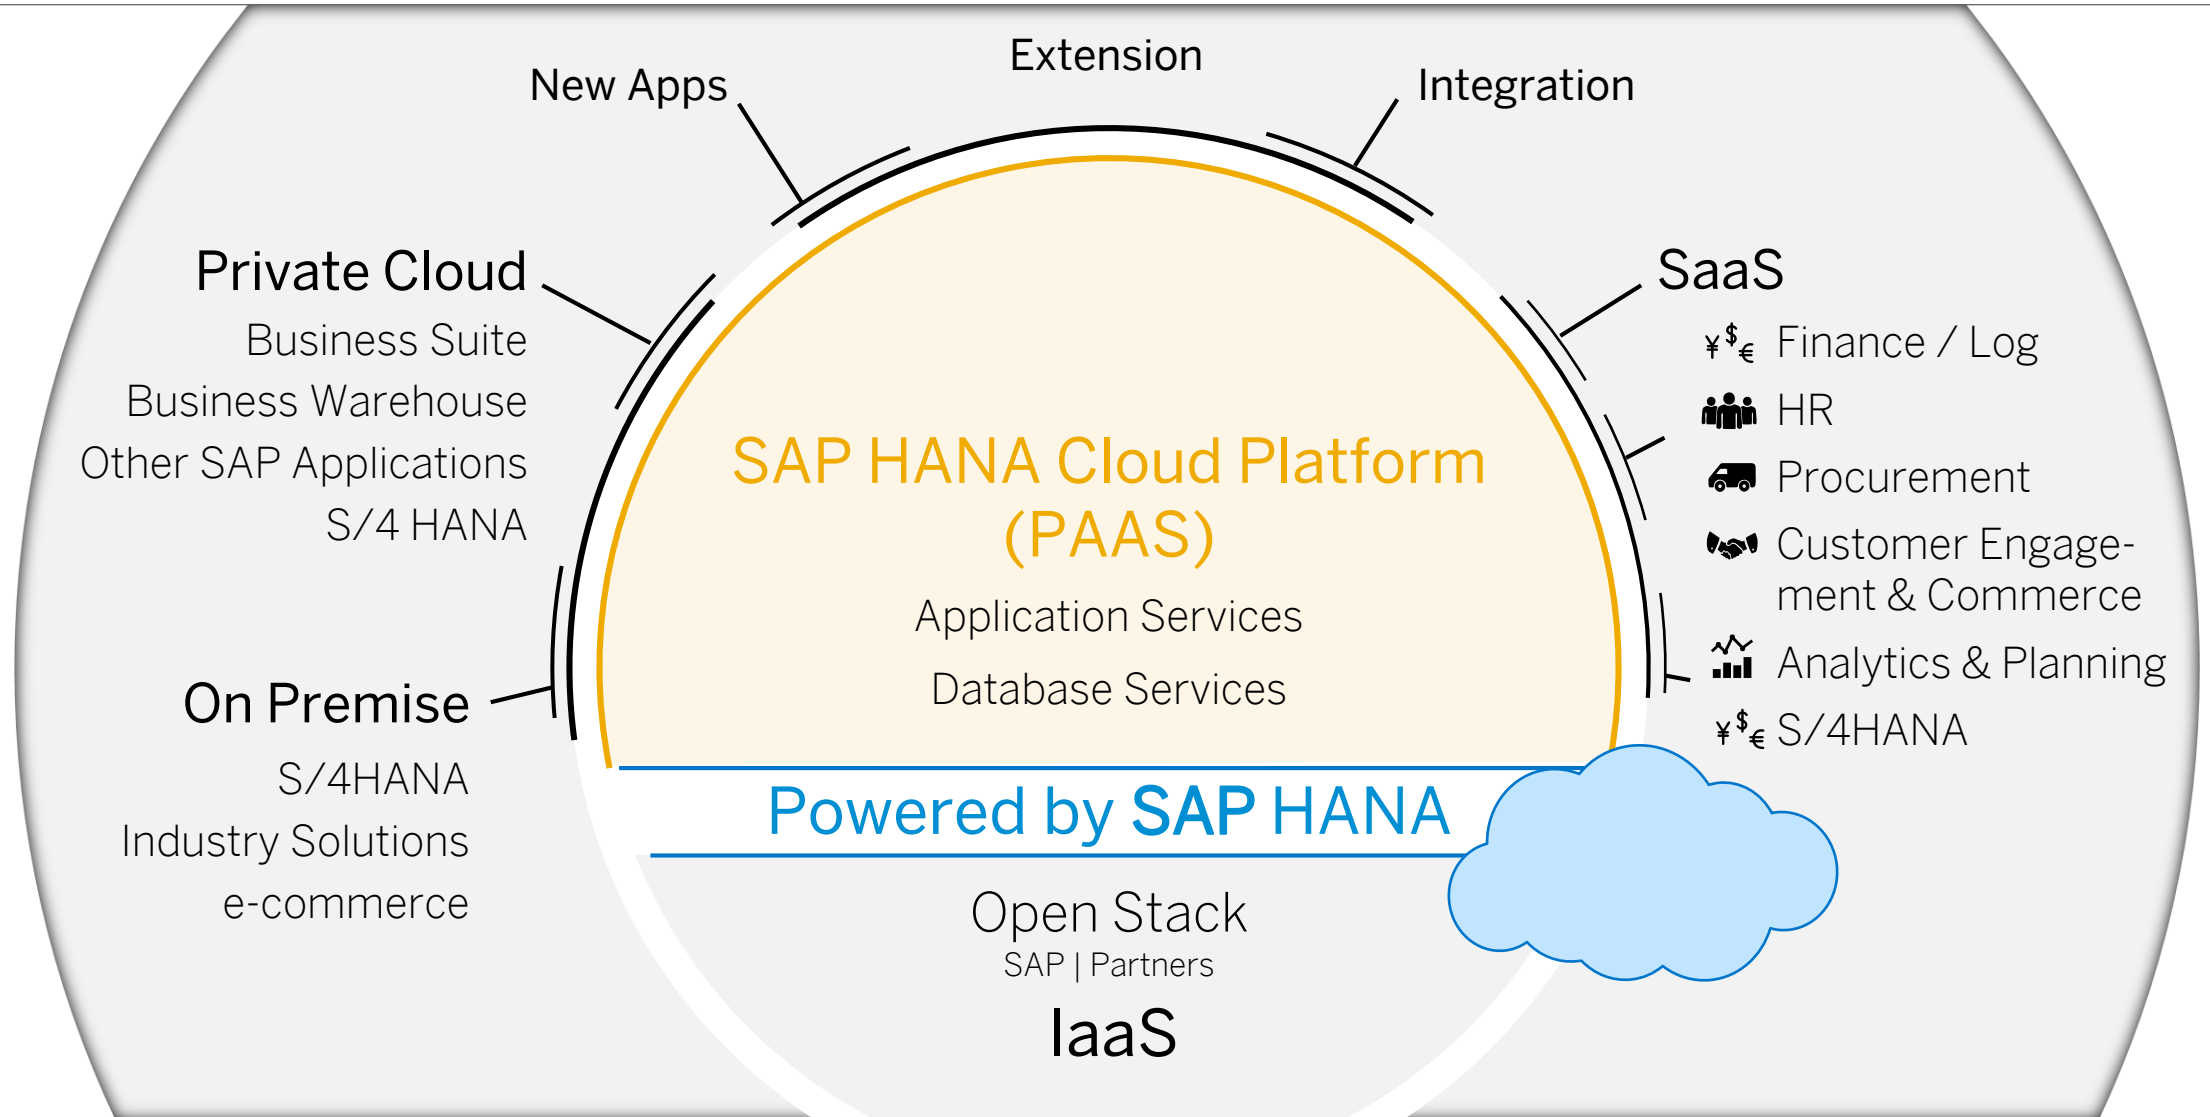 Extension
New Apps
Integration
Private Cloud
Business Suite
Business Warehouse
Other SAP Applications
S/4 HANA
On Premise
S/4HANA
Industry Solutions
e-commerce
SAP HANA Cloud Platform
(PAAS)
Application Services
Database Services
Powered by SAP HANA
Open Stack
SAP | Partners
IaaS
SaaS
¥$€ Finance / Log
HR
Procurement
Customer Engage-
ment & Commerce
Analytics & Planning
¥$€ S/4HANA